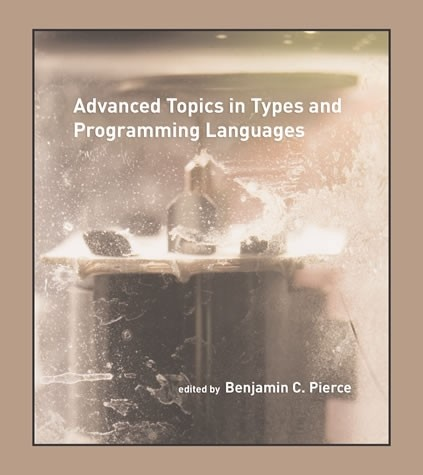 Advanced Topics in Types and
Programming Languages
edited by Benjamin C. Pierce